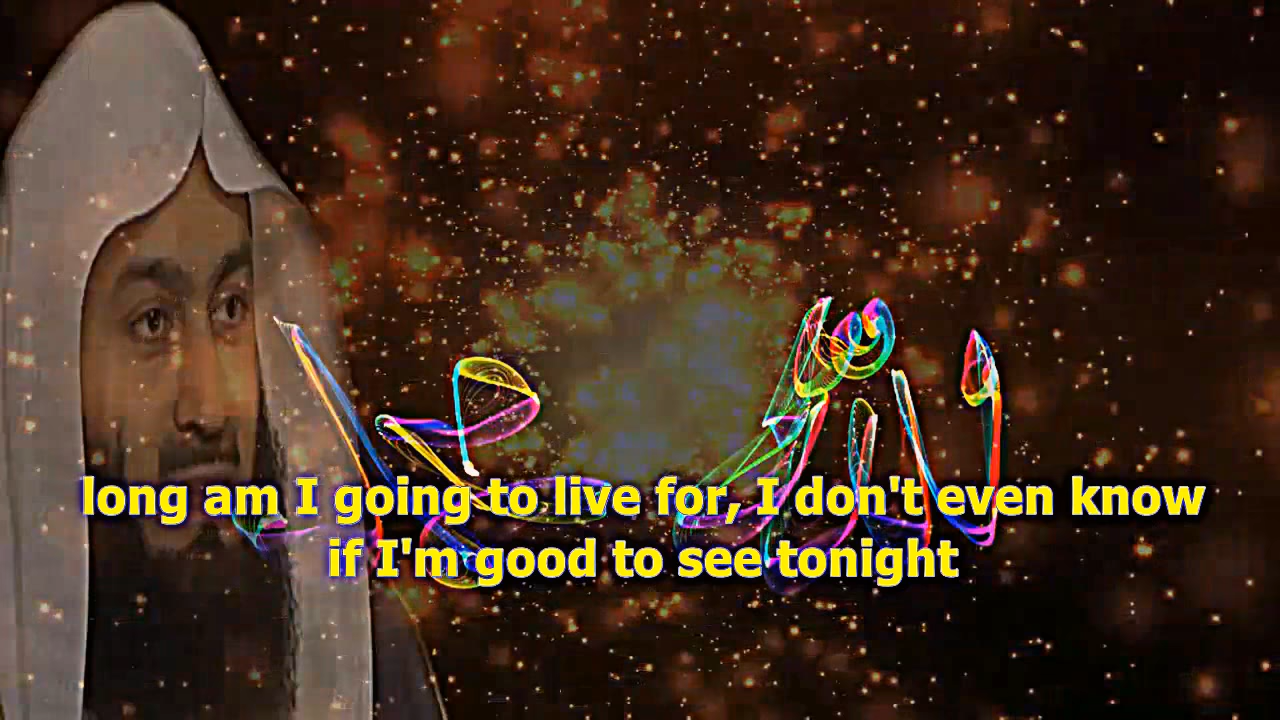 long am I going to live for, I don't even know
if I'm good to see tonight